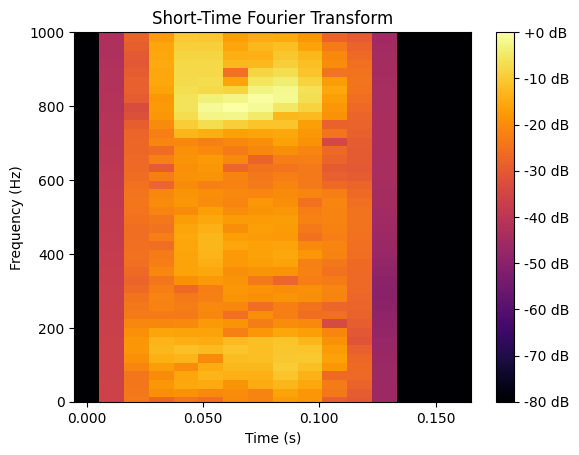 Short-Time Fourier Transform
1000
800
600
400
200
0
Frequency (Hz)
0.000
0.050
0.100
0.150
Time (s)
+0 dB
-10 dB
-20 dB
-30 dB
-40 dB
-50 dB
-60 dB
-70 dB
-80 dB